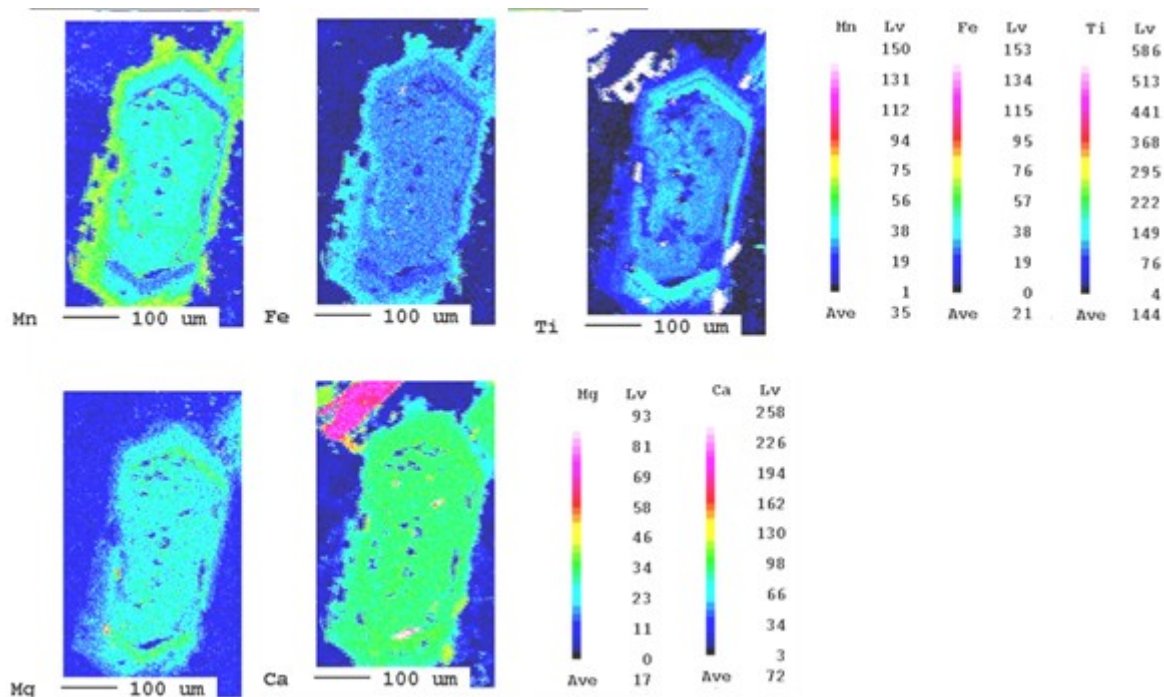 Mn Lv Fe Lv Ti Lv
150 153 586
131 134 513
112 115 441
94 95 368
75 76 295
56 57 222
38 38 149
19 19 76
1 0 4
Ave 35 Ave 21 Ave 144
Mn 100 um Fe 100 um Ti 100 um
Mg Lv Ca Lv
93 258
81 226
69 194
58 162
46 130
34 98
23 66
11 34
0 3
Ave 17 Ave 72
Mg 100 um Ca 100 um